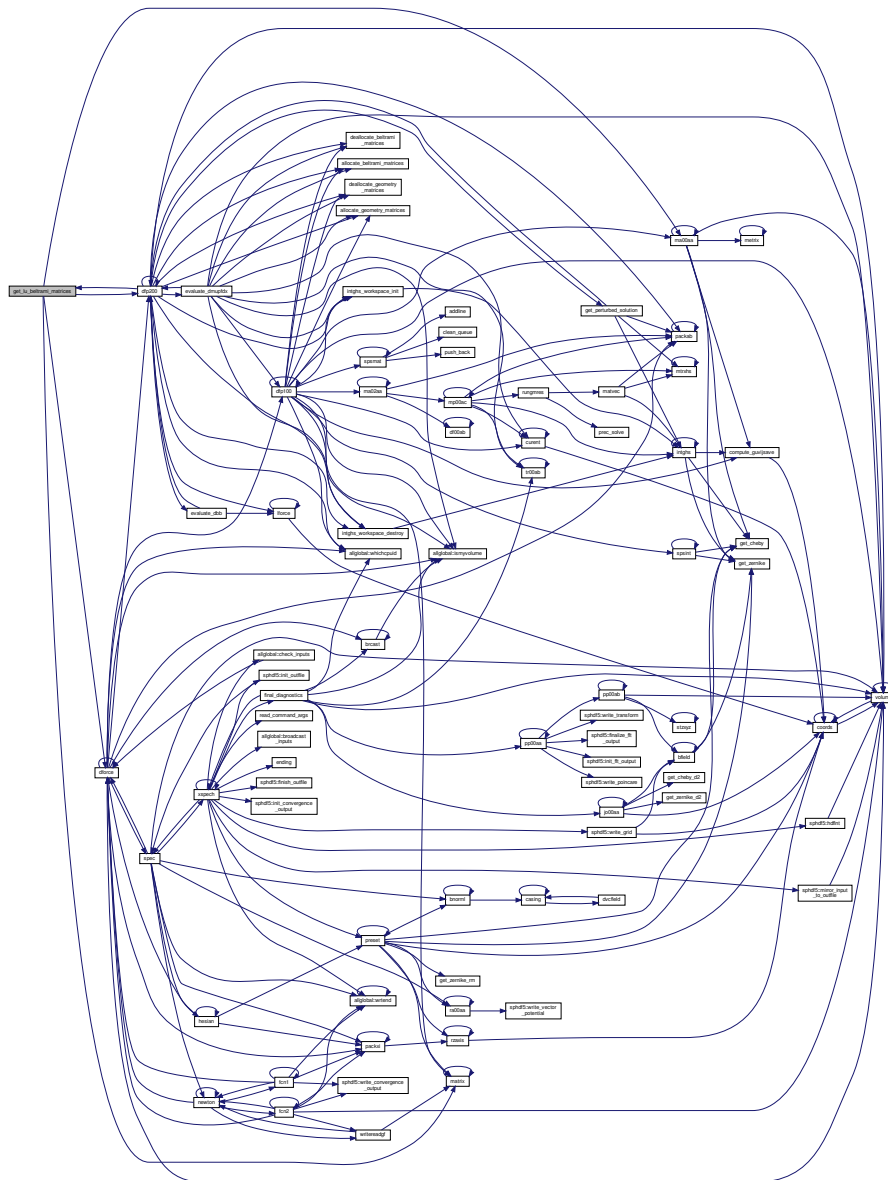 deallocate_beltrami
_matrices
allocate_beltrami_matrices
deallocate_geometry
_matrices
allocate_geometry_matrices
ma00aa
metrix
get_lu_beltrami_matrices
dfp200
evaluate_dmupfdx
intghs_workspace_init
addline
get_perturbed_solution
clean_queue
packab
push_back
spsmat
mtrxhs
dfp100
ma02aa
mp00ac
rungmres
matvec
df00ab
prec_solve
curent
intghs
compute_guvijsave
tr00ab
evaluate_dbb
lforce
intghs_workspace_destroy
get_cheby
allglobal::whichcpuid
allglobal::ismyvolume
spsint
get_zernike
brcast
allglobal::check_inputs
sphdf5::init_outfile
final_diagnostics
pp00ab
volume
read_command_args
sphdf5::write_transform
stzxyz
coords
allglobal::broadcast
_inputs
pp00aa
sphdf5::finalize_ft
_output
bfield
ending
sphdf5::init_ft_output
dforce
sphdf5::finish_outfile
sphdf5::write_poincare
get_cheby_d2
xspech
get_zernike_d2
sphdf5::init_convergence
_output
jo00aa
sphdf5::hdfint
sphdf5::write_grid
spec
sphdf5::mirror_input
_to_outfile
bnorml
casing
dvcfield
preset
get_zernike_rm
allglobal::wrtend
ra00aa
sphdf5::write_vector
_potential
hesian
packxi
rzaxis
fcn1
sphdf5::write_convergence
_output
matrix
newton
fcn2
writereadgf